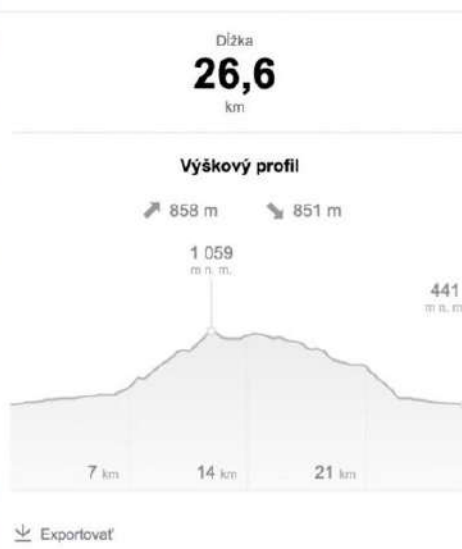 Dĺžka
26,6
km
Výškový profil
858 m 851 m
1 059
m n. m.
441
m n. m
7 km 14 km 21 km
Exportovať